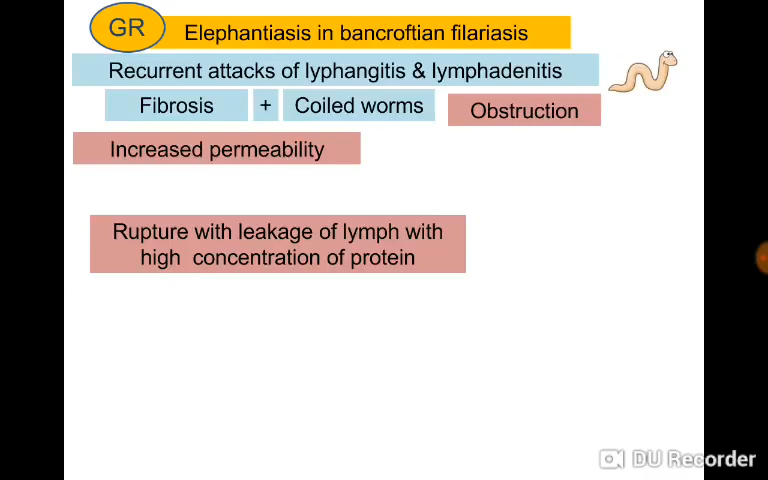 GR
Elephantiasis in bancroftian filariasis
Recurrent attacks of lyphangitis & lymphadenitis
Fibrosis + Coiled worms Obstruction
Increased permeability
Rupture with leakage of lymph with
high concentration of protein
DU Recorder